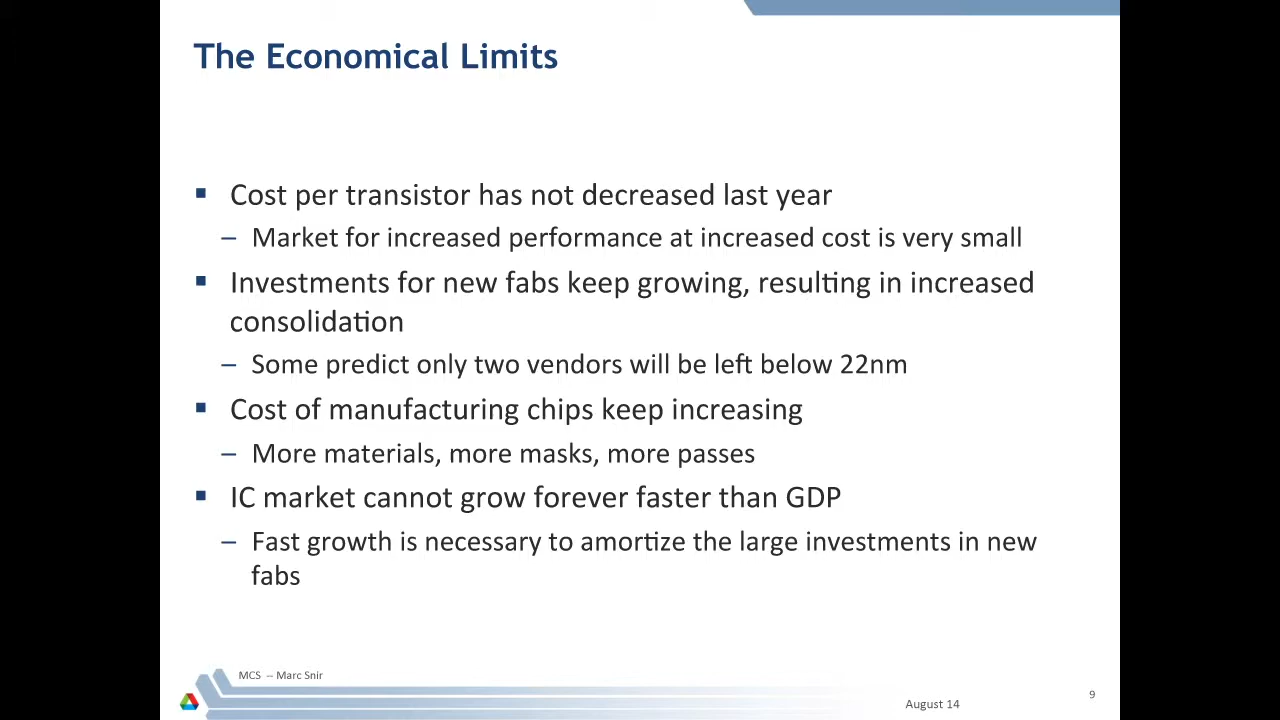 The Economical Limits
▪ Cost per transistor has not decreased last year
– Market for increased performance at increased cost is very small
▪ Investments for new fabs keep growing, resulting in increased
consolidation
– Some predict only two vendors will be left below 22nm
▪ Cost of manufacturing chips keep increasing
– More materials, more masks, more passes
▪ IC market cannot grow forever faster than GDP
– Fast growth is necessary to amortize the large investments in new
fabs
MCS -- Marc Snir
August 14
9